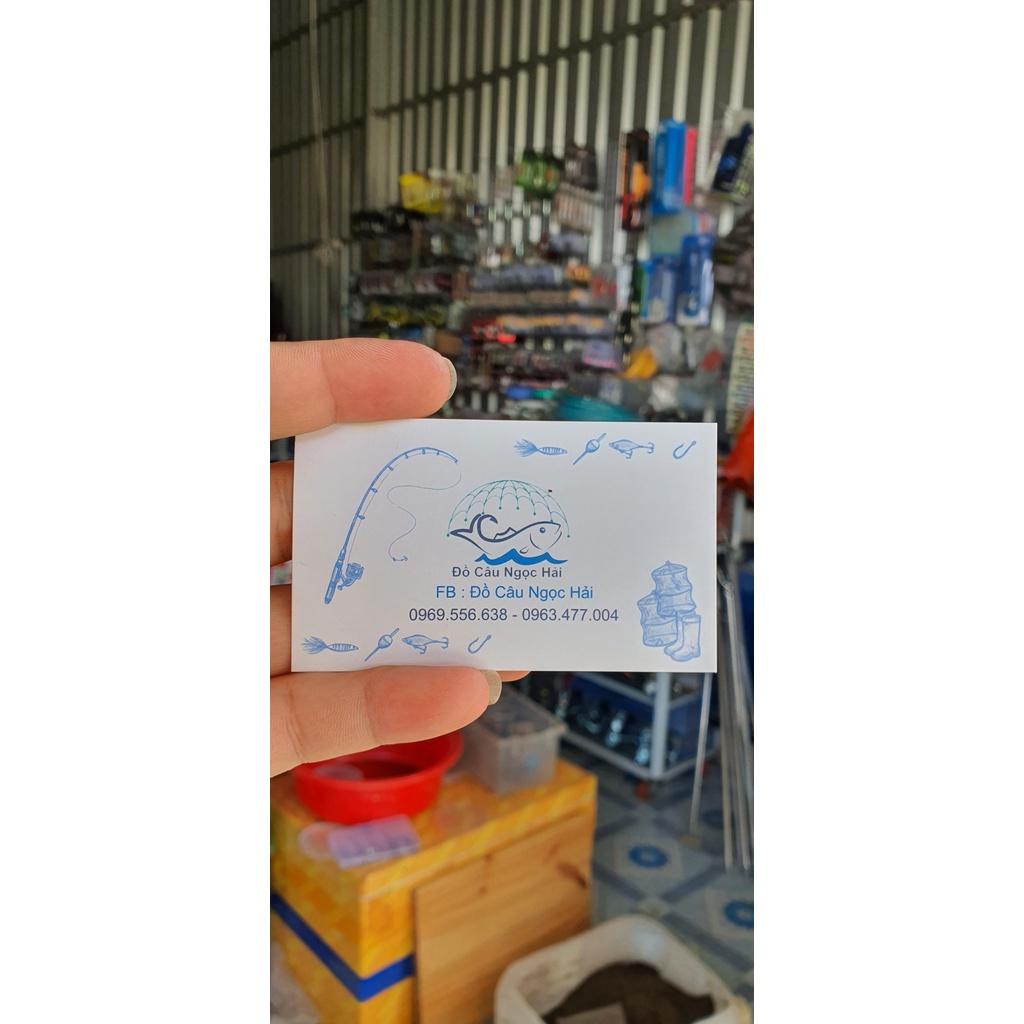 Đồ Câu Ngọc Hải
FB : Đồ Câu Ngọc Hải
0969.556.638 - 0963.477.004